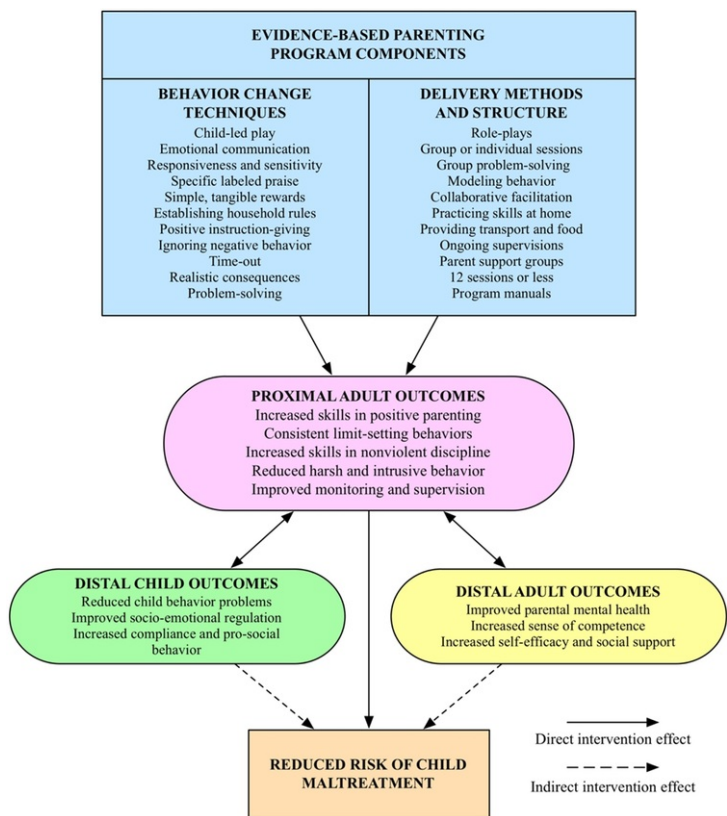 EVIDENCE-BASED PARENTING
PROGRAM COMPONENTS
BEHAVIOR CHANGE
TECHNIQUES
Child-led play
Emotional communication
Responsiveness and sensitivity
Specific labeled praise
Simple, tangible rewards
Establishing household rules
Positive instruction-giving
Ignoring negative behavior
Time-out
Realistic consequences
Problem-solving
DELIVERY METHODS
AND STRUCTURE
Role-plays
Group or individual sessions
Group problem-solving
Modeling behavior
Collaborative facilitation
Practicing skills at home
Providing transport and food
Ongoing supervisions
Parent support groups
12 sessions or less
Program manuals
PROXIMAL ADULT OUTCOMES
Increased skills in positive parenting
Consistent limit-setting behaviors
Increased skills in nonviolent discipline
Reduced harsh and intrusive behavior
Improved monitoring and supervision
DISTAL CHILD OUTCOMES
Reduced child behavior problems
Improved socio-emotional regulation
Increased compliance and pro-social
behavior
DISTAL ADULT OUTCOMES
Improved parental mental health
Increased sense of competence
Increased self-efficacy and social support
REDUCED RISK OF CHILD
MALTREATMENT
Direct intervention effect
Indirect intervention effect